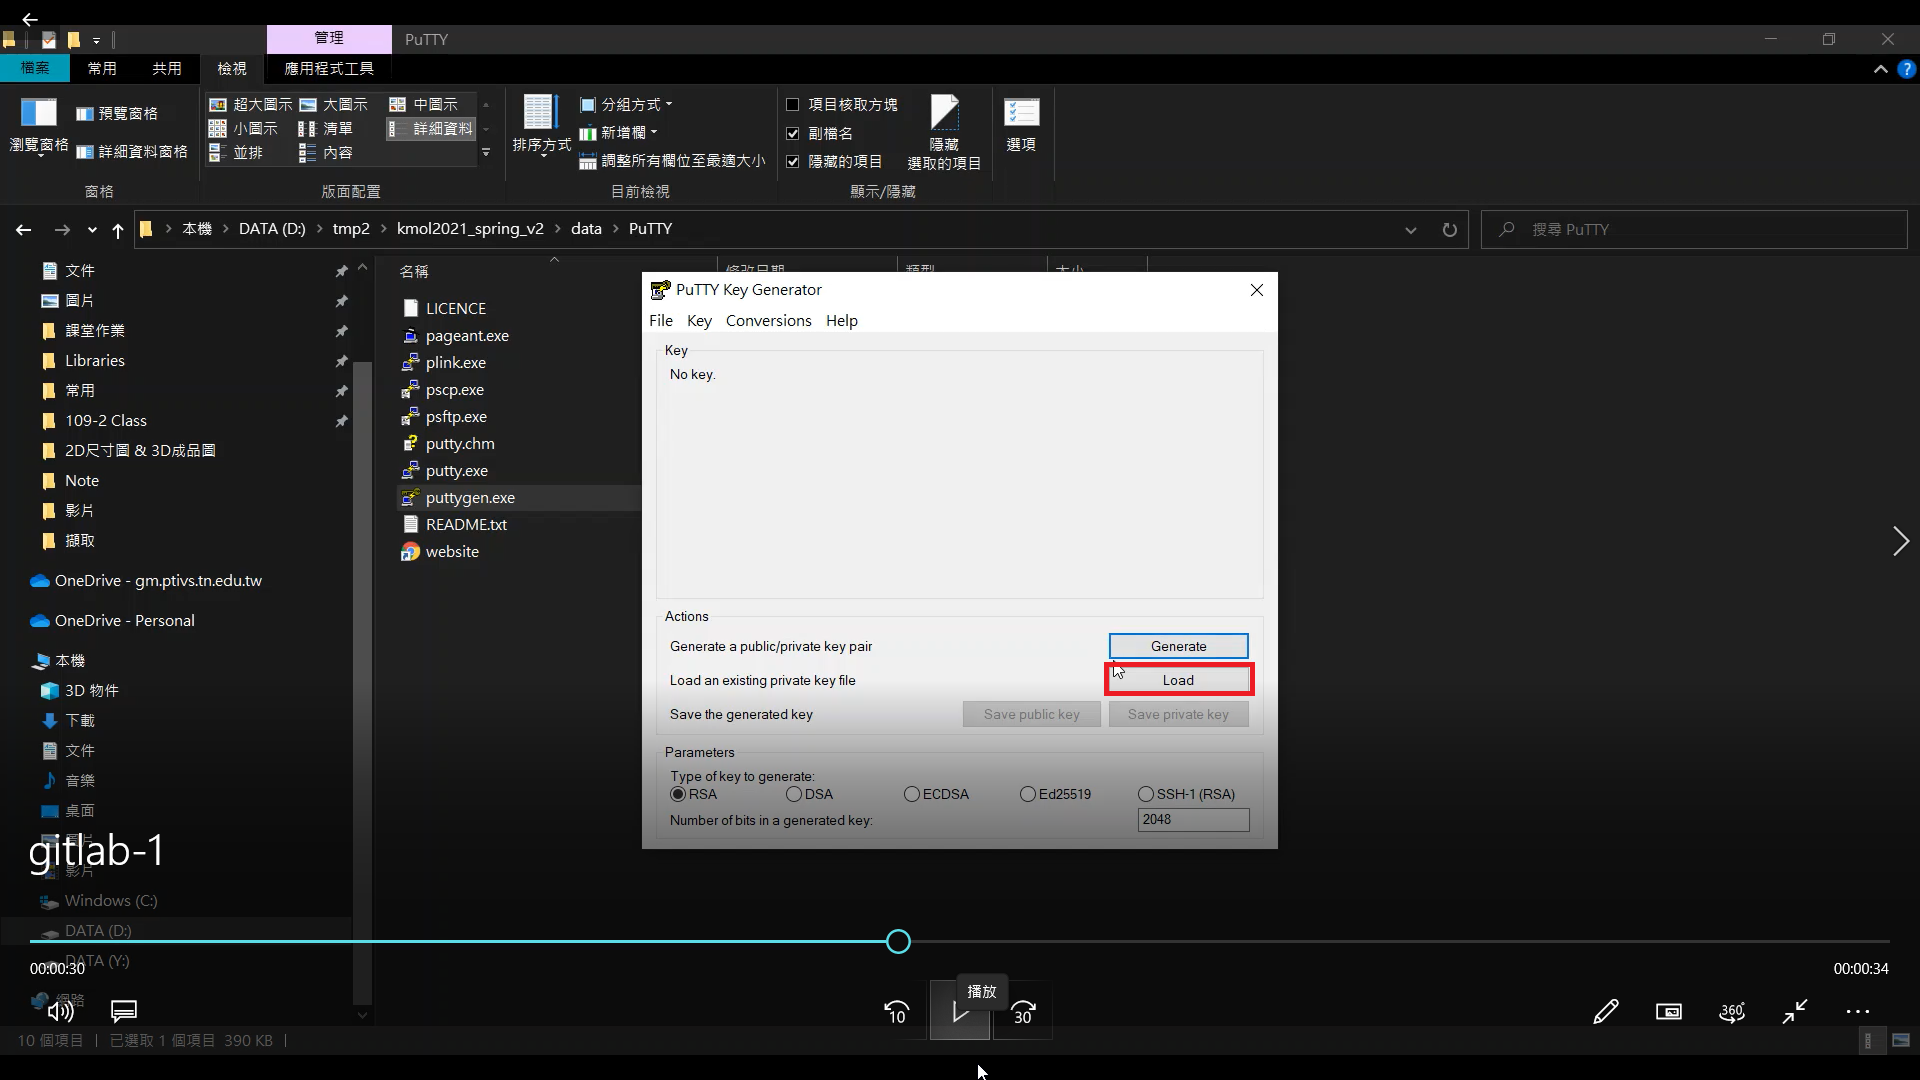 管理
PuTTY
檔案
常用
共用
檢視
應用程式工具
瀏覽窗格
預覽窗格
詳細資料窗格
窗格
超大圖示
大圖示
中圖示
小圖示
清單
詳細資料
並排
內容
版面配置
排序方式
分組方式
新增欄
調整所有欄位至最適大小
目前檢視
項目核取方塊
副檔名
隱藏的項目
隱藏
選取的項目
顯示/隱藏
選項
本機 > DATA (D:) > tmp2 > kmol2021_spring_v2 > data > PuTTY
搜尋 PuTTY
文件
圖片
課堂作業
Libraries
常用
109-2 Class
2D尺寸圖 & 3D成品圖
Note
影片
擷取
OneDrive - gm.ptivs.tn.edu.tw
OneDrive - Personal
本機
3D 物件
下載
文件
音樂
桌面
圖片
影片
Windows (C:)
DATA (D:)
DATA (Y:)
網路
名稱
修改日期
類型
大小
LICENCE
pageant.exe
plink.exe
pscp.exe
psftp.exe
putty.chm
putty.exe
puttygen.exe
README.txt
website
PuTTY Key Generator
File Key Conversions Help
Key
No key.
Actions
Generate a public/private key pair
Generate
Load an existing private key file
Load
Save the generated key
Save public key
Save private key
Parameters
Type of key to generate:
RSA
DSA
ECDSA
Ed25519
SSH-1 (RSA)
Number of bits in a generated key:
2048
gitlab-1
00:00:30
00:00:34
播放
10
30
360°
10 個項目
已選取 1 個項目 390 KB